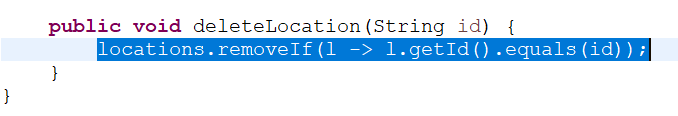 public void deleteLocation(String id) {
locations.removeIf(l -> l.getId().equals(id));
}
}